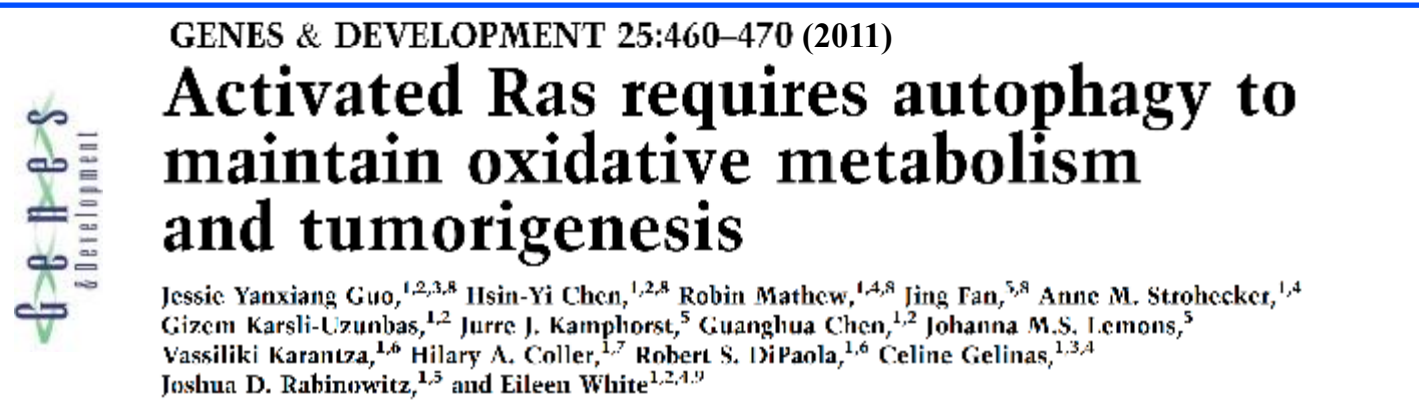 GENES & DEVELOPMENT 25:460–470 (2011)
Activated Ras requires autophagy to
maintain oxidative metabolism
and tumorigenesis
Genes
& Development
Jessie Yanxiang Guo,1,2,3,8 Hsin-Yi Chen,1,2,8 Robin Mathew,1,4,8 Jing Fan,5,8 Anne M. Strohecker,1,4
Gizem Karsli-Uzunbas,1,2 Jurre J. Kamphorst,5 Guanghua Chen,1,2 Johanna M.S. Lemons,5
Vassiliki Karantza,1,6 Hilary A. Coller,1,7 Robert S. DiPaola,1,6 Celine Gelinas,1,3,4
Joshua D. Rabinowitz,1,5 and Eileen White1,2,4,9